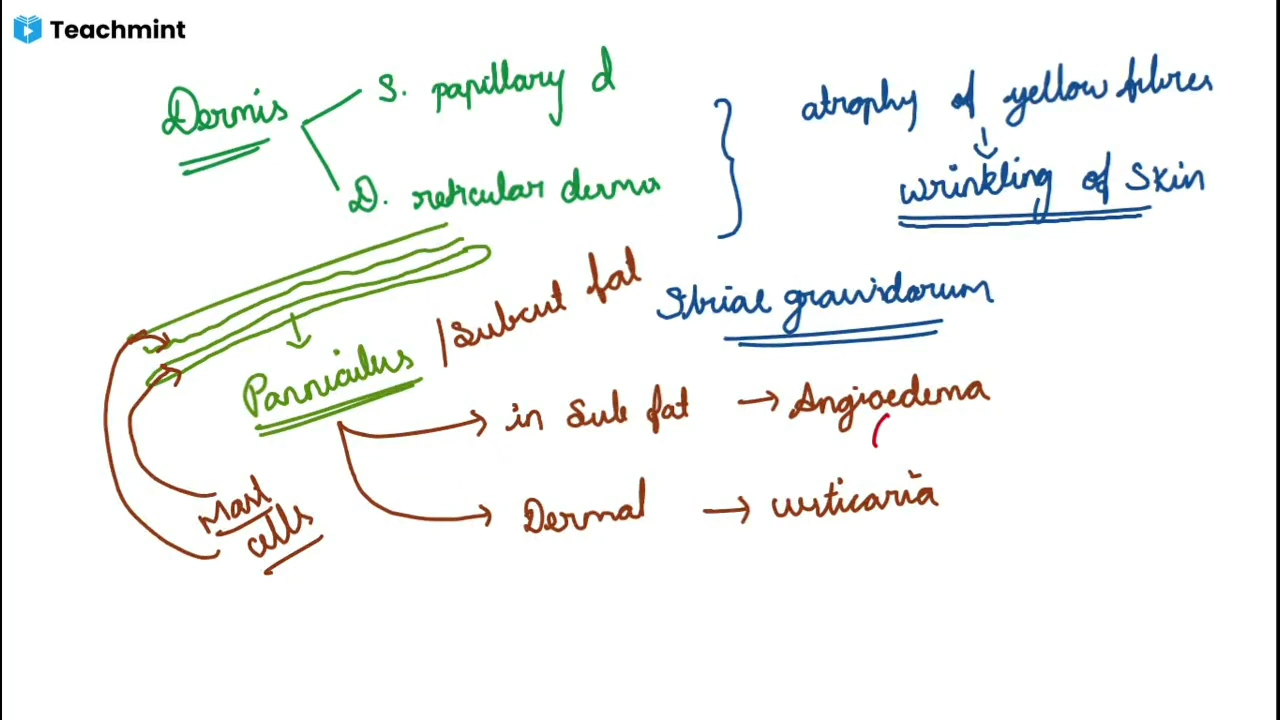 Teachmint
Dermis
S. papillary d
D. reticular derma
atrophy of yellow fibres
wrinkling of Skin
Striae gravidarum
Panniculus / Subcut fat
in Sub fat → Angioedema
Dermal → urticaria
Mast
cells